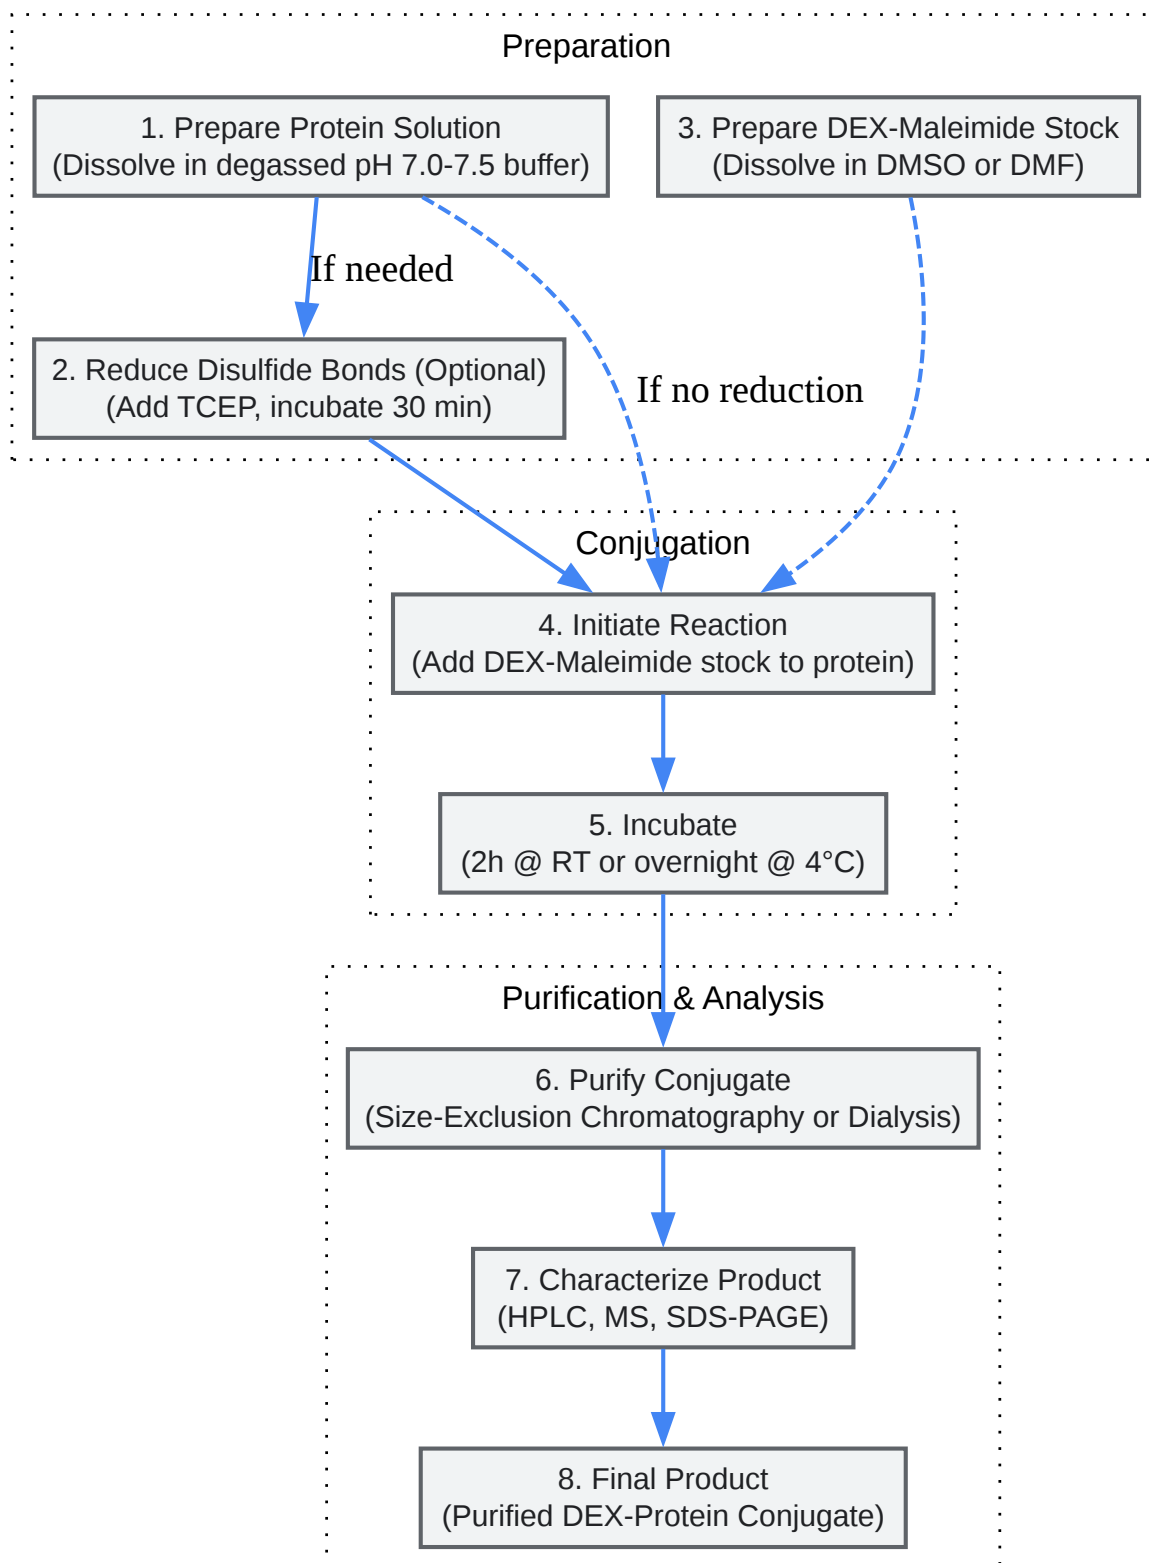 Preparation
1. Prepare Protein Solution
(Dissolve in degassed pH 7.0-7.5 buffer)
3. Prepare DEX-Maleimide Stock
(Dissolve in DMSO or DMF)
If needed
2. Reduce Disulfide Bonds (Optional)
(Add TCEP, incubate 30 min)
If no reduction
Conjugation
4. Initiate Reaction
(Add DEX-Maleimide stock to protein)
5. Incubate
(2h @ RT or overnight @ 4°C)
Purification & Analysis
6. Purify Conjugate
(Size-Exclusion Chromatography or Dialysis)
7. Characterize Product
(HPLC, MS, SDS-PAGE)
8. Final Product
(Purified DEX-Protein Conjugate)